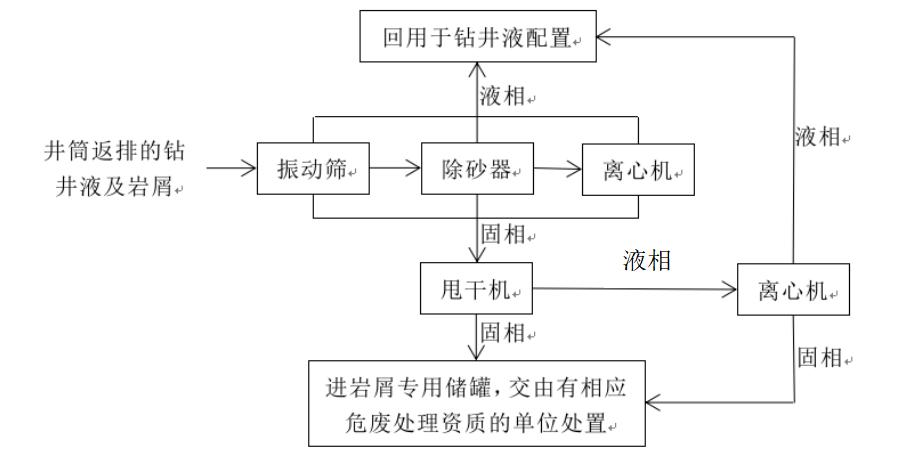 回用于钻井液配置
液相
液相
井筒返排的钻
井液及岩屑
振动筛
除砂器
离心机
固相
液相
甩干机
离心机
固相
固相
进岩屑专用储罐，交由有相应
危废处理资质的单位处置